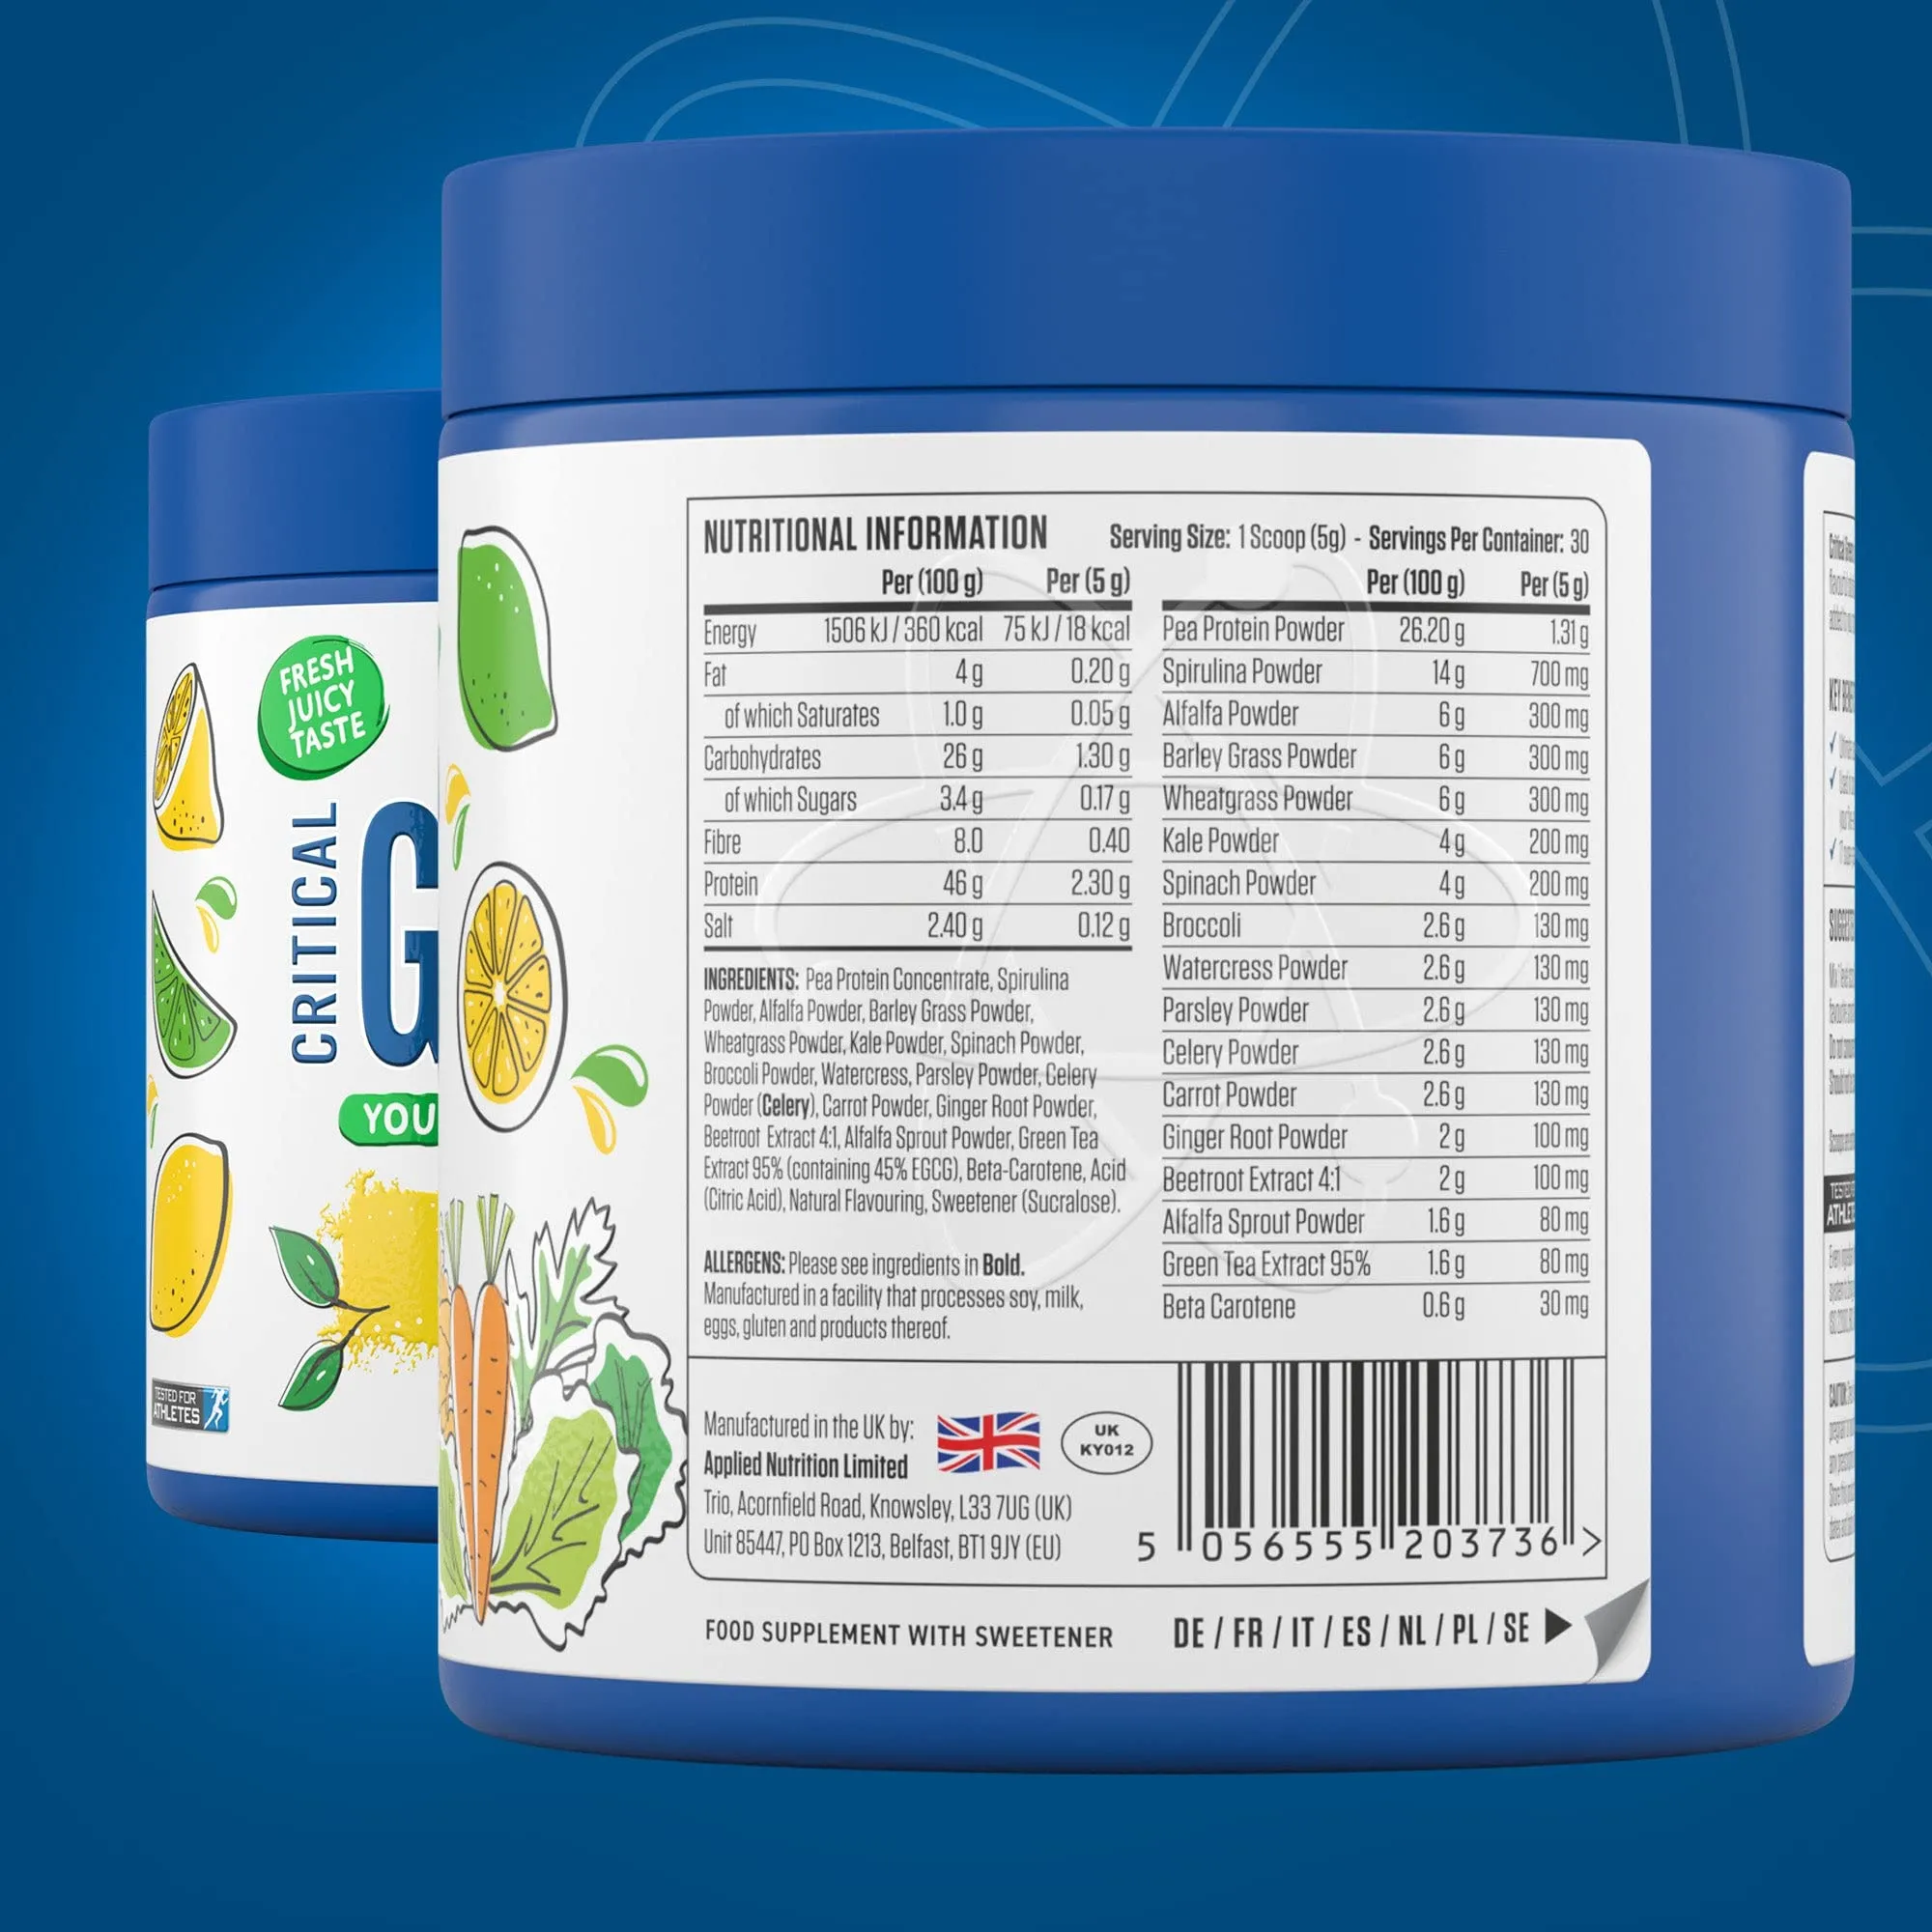 FRESH
JUICY
TASTE
CRITICAL
G
YOU
TESTED FOR
ATHLETES
NUTRITIONAL INFORMATION
Serving Size: 1 Scoop (5g) - Servings Per Container: 30
Per (100 g) Per (5 g)
Energy 1506 kJ / 360 kcal 75 kJ / 18 kcal
Fat 4 g 0.20 g
of which Saturates 1.0 g 0.05 g
Carbohydrates 26 g 1.30 g
of which Sugars 3.4 g 0.17 g
Fibre 8.0 0.40
Protein 46 g 2.30 g
Salt 2.40 g 0.12 g
INGREDIENTS: Pea Protein Concentrate, Spirulina
Powder, Alfalfa Powder, Barley Grass Powder,
Wheatgrass Powder, Kale Powder, Spinach Powder,
Broccoli Powder, Watercress, Parsley Powder, Celery
Powder (Celery), Carrot Powder, Ginger Root Powder,
Beetroot Extract 4:1, Alfalfa Sprout Powder, Green Tea
Extract 95% (containing 45% EGCG), Beta-Carotene, Acid
(Citric Acid), Natural Flavouring, Sweetener (Sucralose).
ALLERGENS: Please see ingredients in Bold.
Manufactured in a facility that processes soy, milk,
eggs, gluten and products thereof.
Per (100 g) Per (5 g)
Pea Protein Powder 26.20 g 1.31 g
Spirulina Powder 14 g 700 mg
Alfalfa Powder 6 g 300 mg
Barley Grass Powder 6 g 300 mg
Wheatgrass Powder 6 g 300 mg
Kale Powder 4 g 200 mg
Spinach Powder 4 g 200 mg
Broccoli 2.6 g 130 mg
Watercress Powder 2.6 g 130 mg
Parsley Powder 2.6 g 130 mg
Celery Powder 2.6 g 130 mg
Carrot Powder 2.6 g 130 mg
Ginger Root Powder 2 g 100 mg
Beetroot Extract 4:1 2 g 100 mg
Alfalfa Sprout Powder 1.6 g 80 mg
Green Tea Extract 95% 1.6 g 80 mg
Beta Carotene 0.6 g 30 mg
Manufactured in the UK by:
Applied Nutrition Limited
Trio, Acornfield Road, Knowsley, L33 7UG (UK)
Unit 85447, PO Box 1213, Belfast, BT1 9JY (EU)
UK
KY012
5 056555 203736 >
FOOD SUPPLEMENT WITH SWEETENER
DE / FR / IT / ES / NL / PL / SE